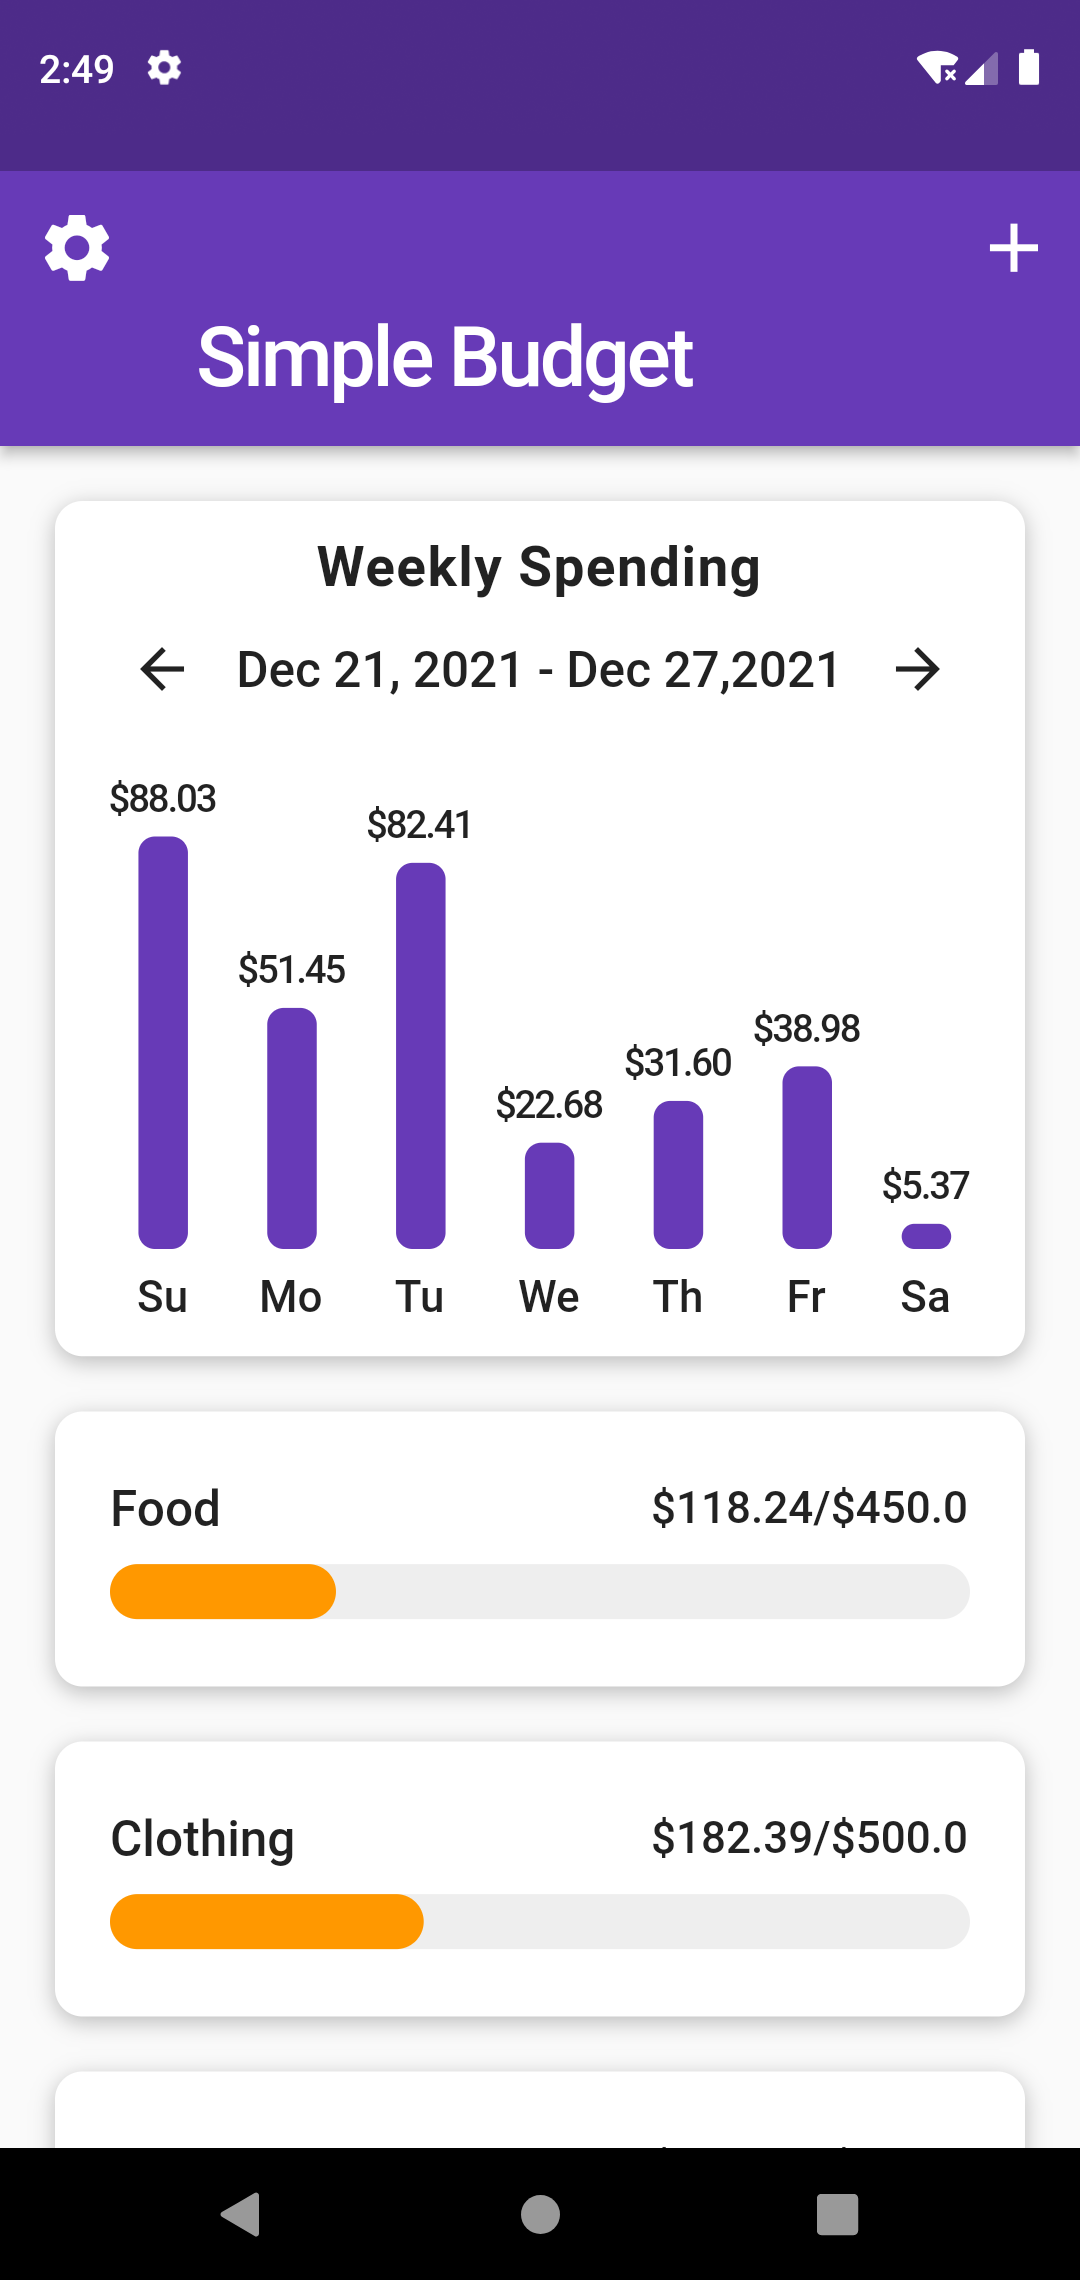 2:49
Simple Budget
Weekly Spending
Dec 21, 2021 - Dec 27,2021
$88.03
$51.45
$82.41
$22.68
$31.60
$38.98
$5.37
Su Mo Tu We Th Fr Sa
Food $118.24/$450.0
Clothing $182.39/$500.0